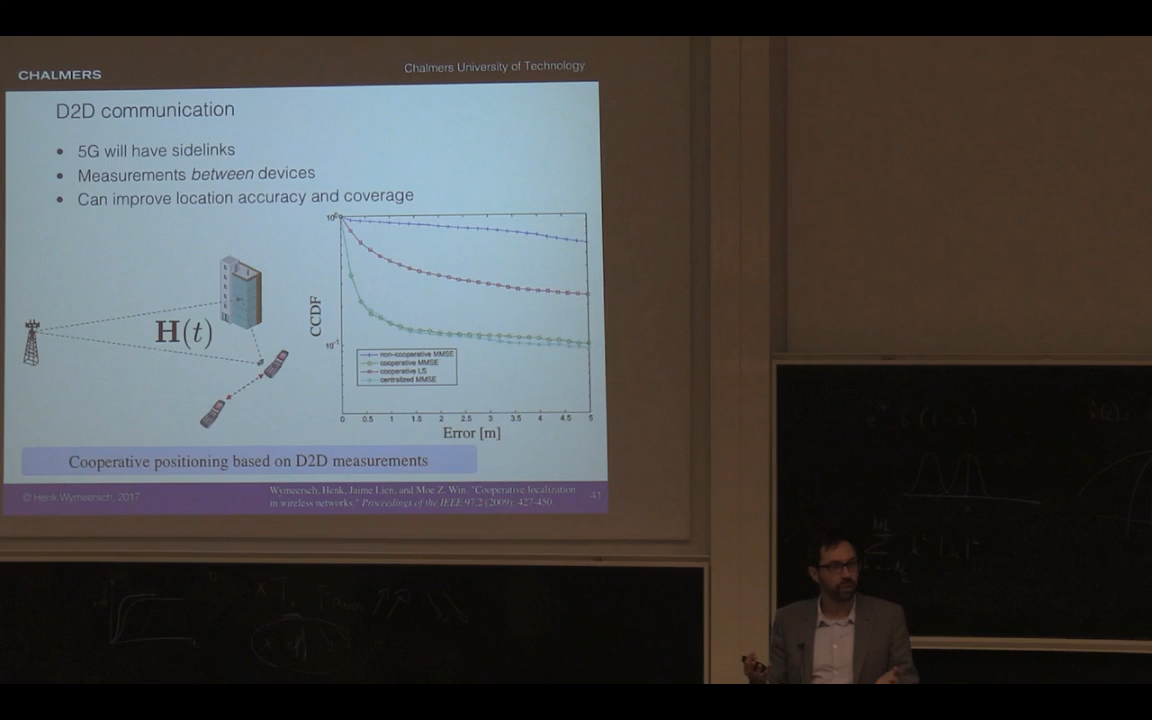 CHALMERS
Chalmers University of Technology
D2D communication
• 5G will have sidelinks
• Measurements between devices
• Can improve location accuracy and coverage
H(t)
CCDF
10⁰
10⁻¹
non-cooperative MMSE
cooperative MMSE
cooperative LS
centralized MMSE
0 0.5 1 1.5 2 2.5 3 3.5 4 4.5 5
Error [m]
Cooperative positioning based on D2D measurements
© Henk Wymeersch, 2017
Wymeersch, Henk, Jaime Lien, and Moe Z. Win. "Cooperative localization
in wireless networks." Proceedings of the IEEE 97.2 (2009): 427-450
41